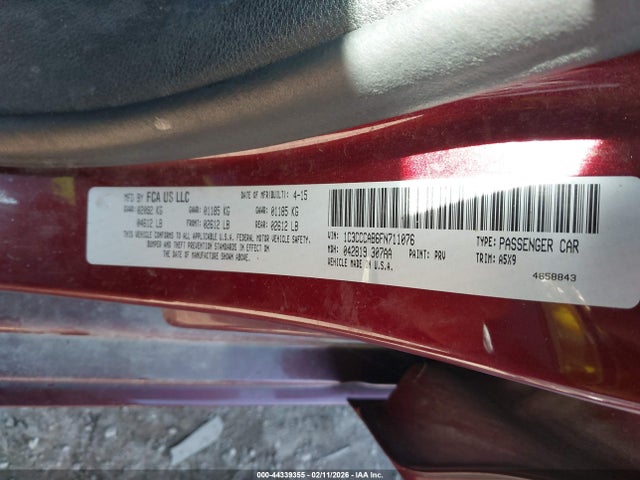 MFD BY FCA US LLC DATE OF MFR(BUILT): 4-15
GVWR: 02092 KG GAWR: 01185 KG GAWR: 01185 KG
04612 LB FRONT: 02612 LB REAR: 02612 LB
THIS VEHICLE CONFORMS TO ALL APPLICABLE U.S.A. FEDERAL MOTOR VEHICLE SAFETY,
BUMPER AND THEFT PREVENTION STANDARDS IN EFFECT ON
THE DATE OF MANUFACTURE SHOWN ABOVE.
VIN: 1C3CCCAB6FN711076 TYPE: PASSENGER CAR
MDH: 042819 307AA PAINT: PRV TRIM: A5X9
VEHICLE MADE IN U.S.A.
4658843
000-44339355 - 02/11/2026 - IAA Inc.